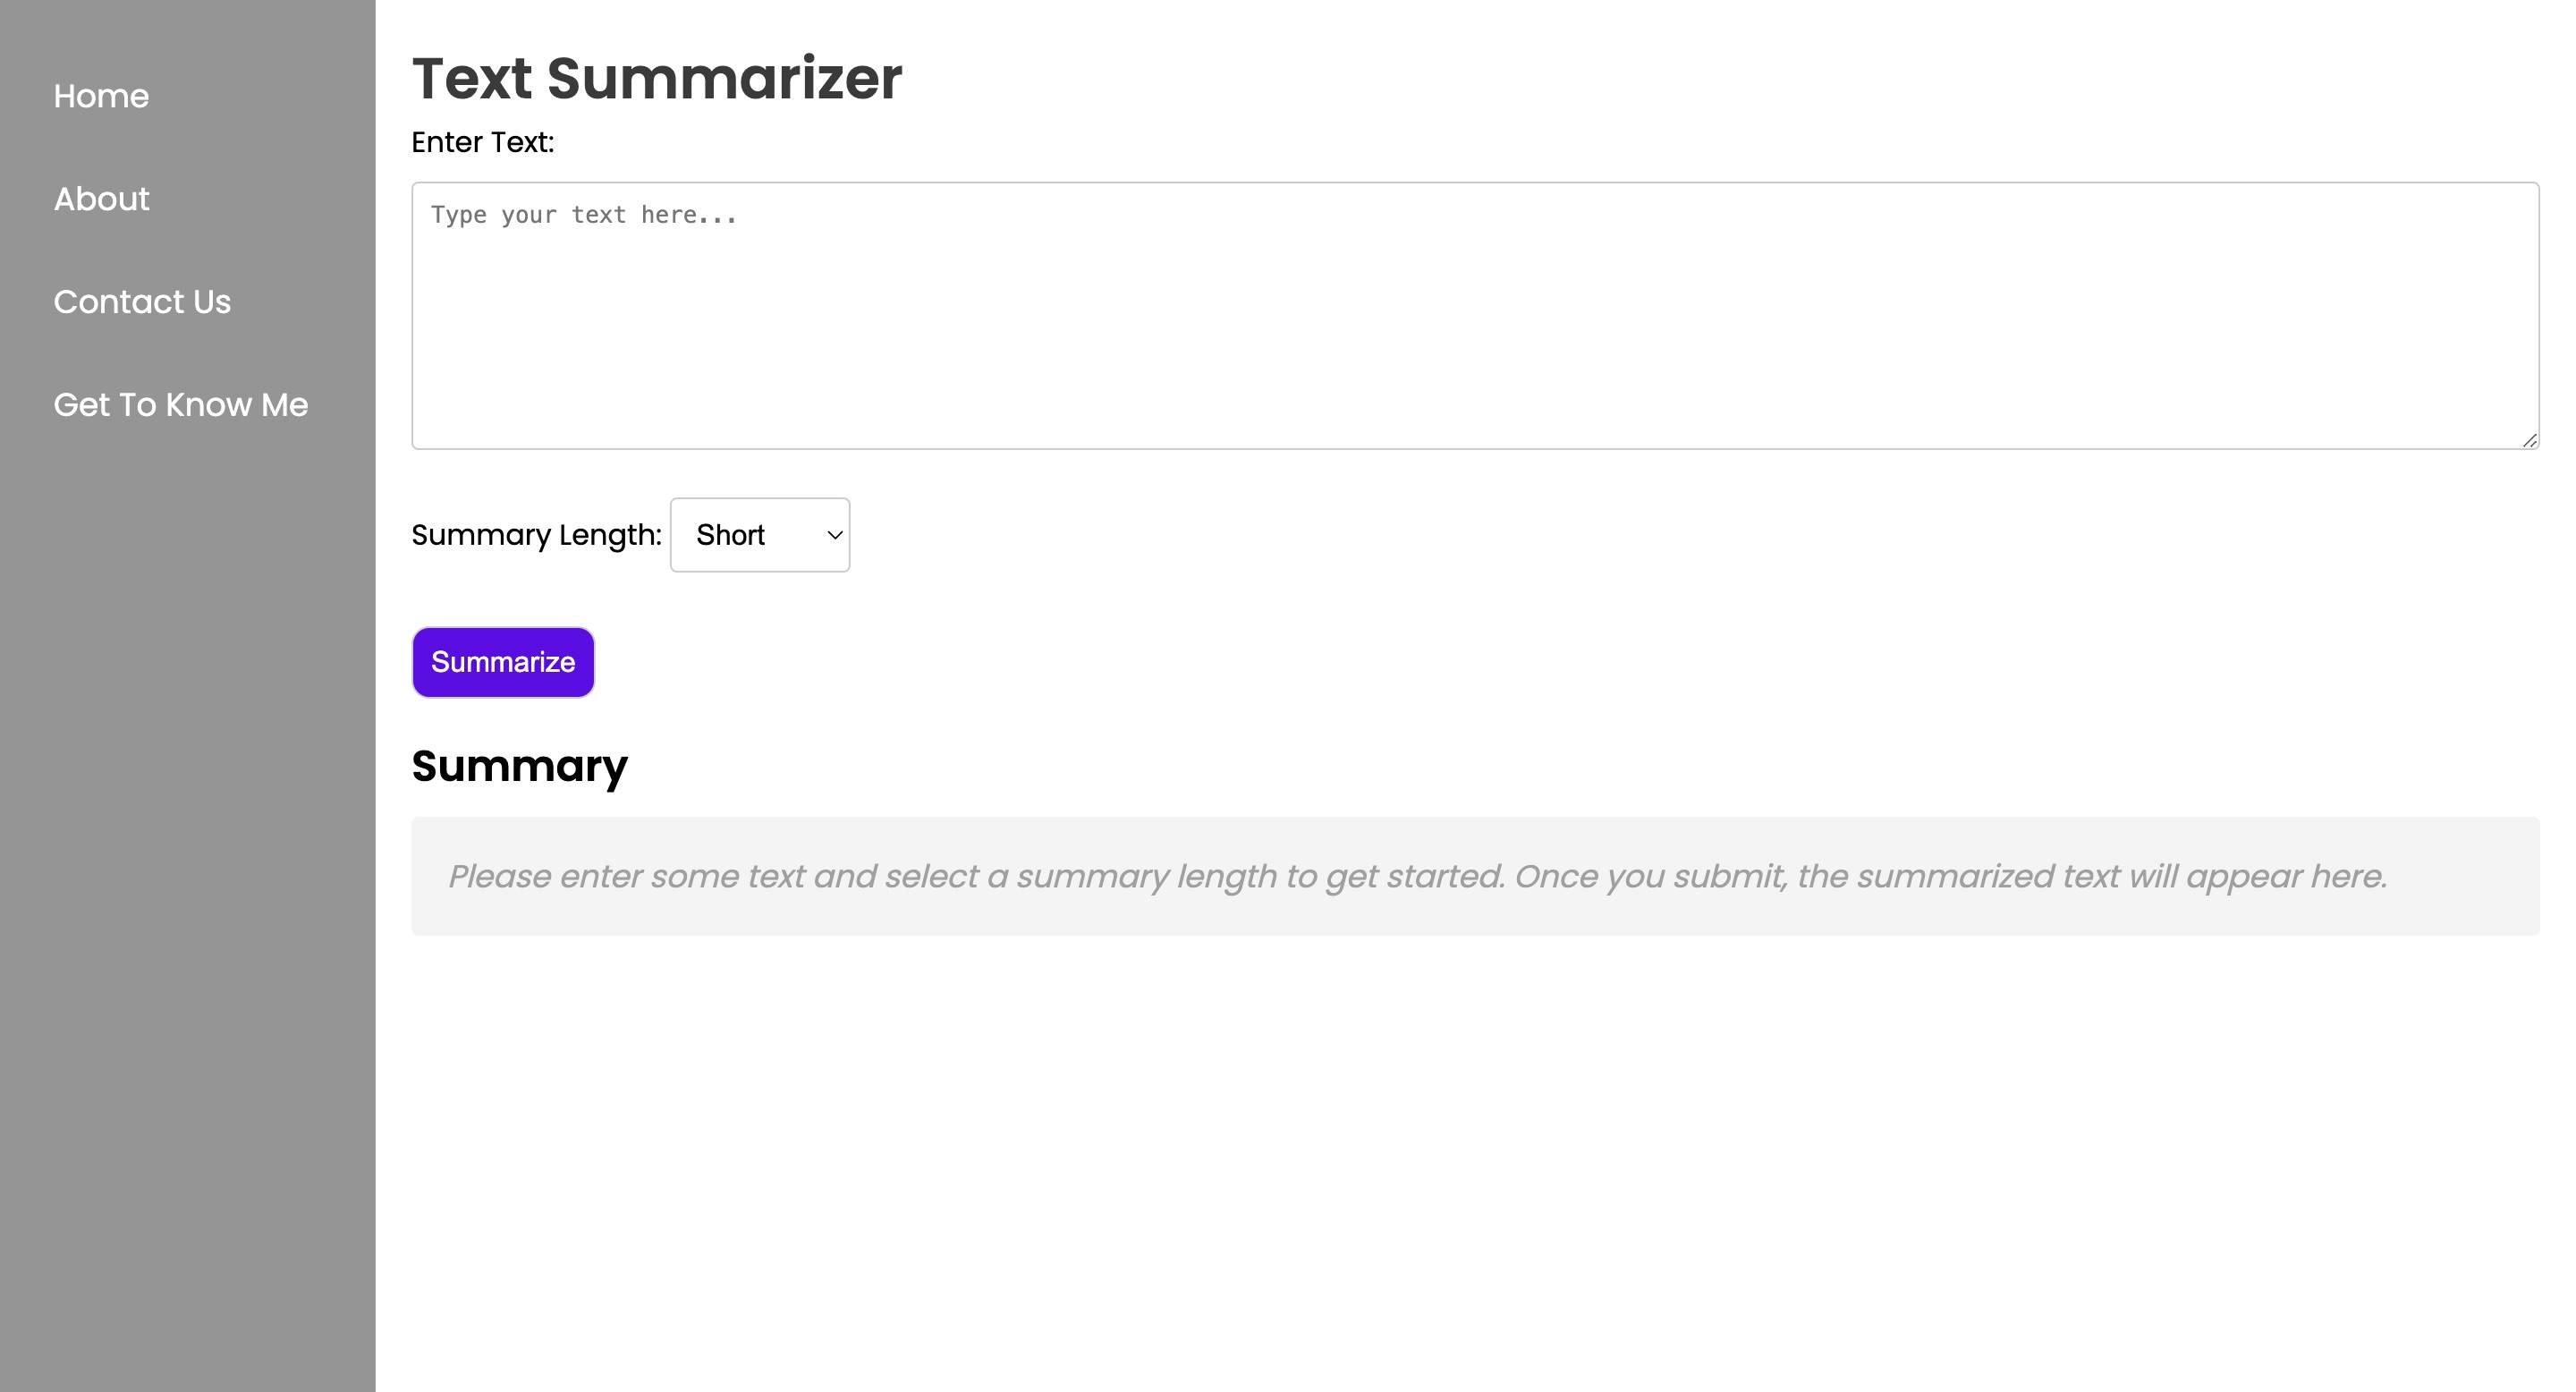 Home
About
Contact Us
Get To Know Me
Text Summarizer
Enter Text:
Type your text here...
Summary Length: Short
Summarize
Summary
Please enter some text and select a summary length to get started. Once you submit, the summarized text will appear here.